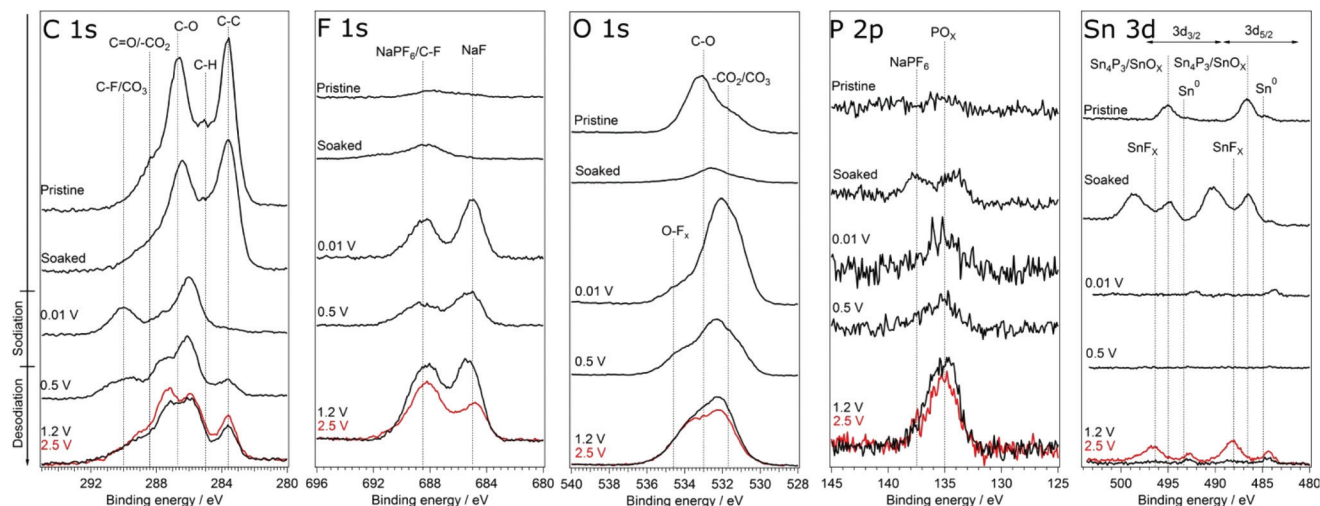 Sodiation
Desodiation
C 1s
C-O
C-C
C=O/-CO2
C-H
C-F/CO3
Pristine
Soaked
0.01 V
0.5 V
1.2 V
2.5 V
292
288
284
280
Binding energy / eV
F 1s
NaPF6/C-F
NaF
Pristine
Soaked
0.01 V
0.5 V
1.2 V
2.5 V
696
688
684
680
Binding energy / eV
O 1s
C-O
-CO2/CO3
Pristine
Soaked
O-Fx
0.01 V
0.5 V
1.2 V
2.5 V
540
536
533
530
528
Binding energy / eV
P 2p
POX
NaPF6
Pristine
Soaked
0.01 V
0.5 V
1.2 V
2.5 V
145
140
135
130
125
Binding energy / eV
Sn 3d
3d3/2
3d5/2
Sn4P3/SnOX
Sn4P3/SnOX
Sn0
Sn0
Pristine
SnFX
SnFX
Soaked
0.01 V
0.5 V
1.2 V
2.5 V
495
490
485
480
Binding energy / eV